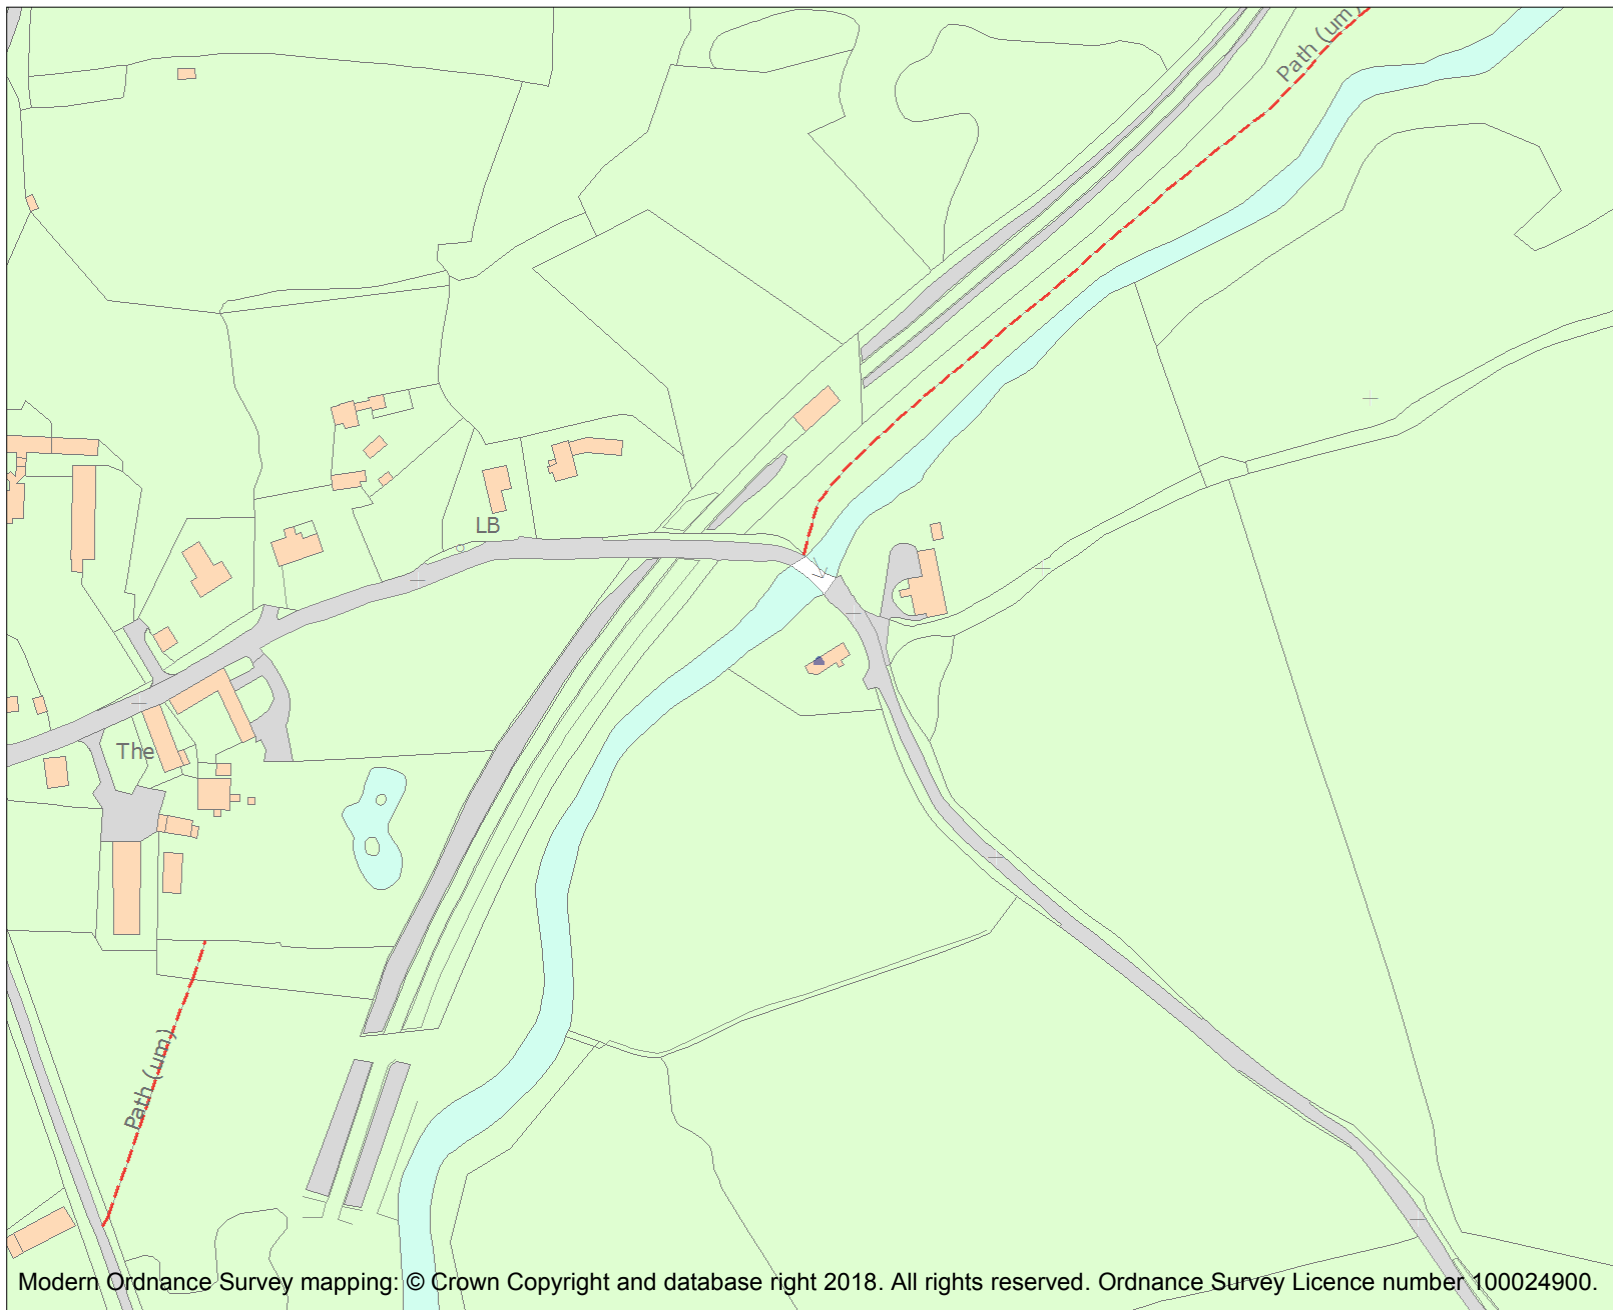 Path (um)
LB
The
Path (um)
Modern Ordnance Survey mapping: © Crown Copyright and database right 2018. All rights reserved. Ordnance Survey Licence number 100024900.